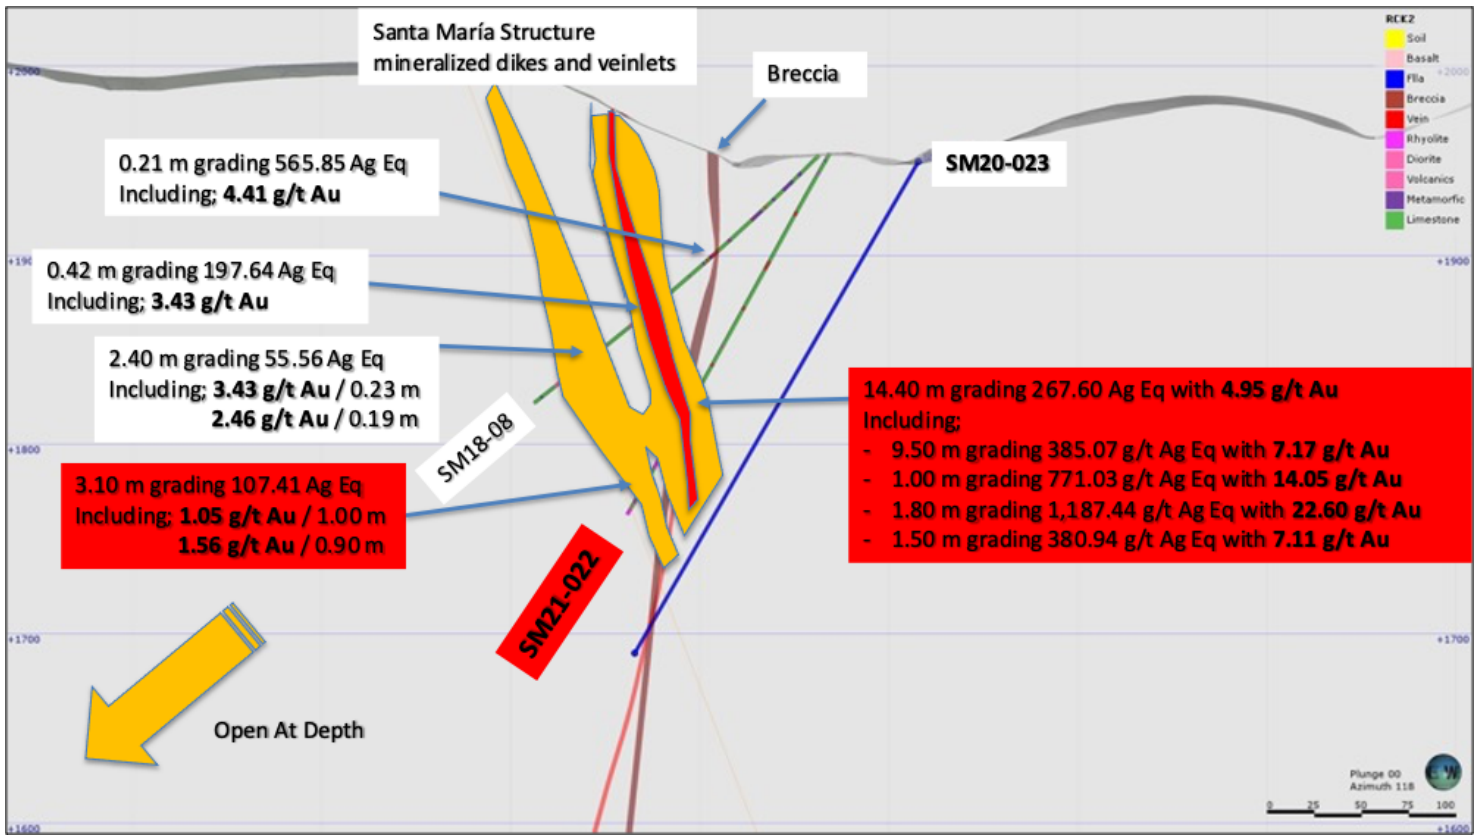 Santa María Structure
mineralized dikes and veinlets
Breccia
SM20-023
RCK2
Soil
Basalt
Flla
Breccia
Vein
Rhyolite
Diorite
Volcanics
Metamorfic
Limestone
+2000
+2000
0.21 m grading 565.85 Ag Eq
Including; 4.41 g/t Au
+190
+1900
0.42 m grading 197.64 Ag Eq
Including; 3.43 g/t Au
2.40 m grading 55.56 Ag Eq
Including; 3.43 g/t Au / 0.23 m
2.46 g/t Au / 0.19 m
SM18-08
14.40 m grading 267.60 Ag Eq with 4.95 g/t Au
Including;
- 9.50 m grading 385.07 g/t Ag Eq with 7.17 g/t Au
- 1.00 m grading 771.03 g/t Ag Eq with 14.05 g/t Au
- 1.80 m grading 1,187.44 g/t Ag Eq with 22.60 g/t Au
- 1.50 m grading 380.94 g/t Ag Eq with 7.11 g/t Au
+1800
3.10 m grading 107.41 Ag Eq
Including; 1.05 g/t Au / 1.00 m
1.56 g/t Au / 0.90 m
SM21-022
+1700
+1700
Open At Depth
Plunge 00
Azimuth 118
E W
0 25 50 75 100
+1600
+1600